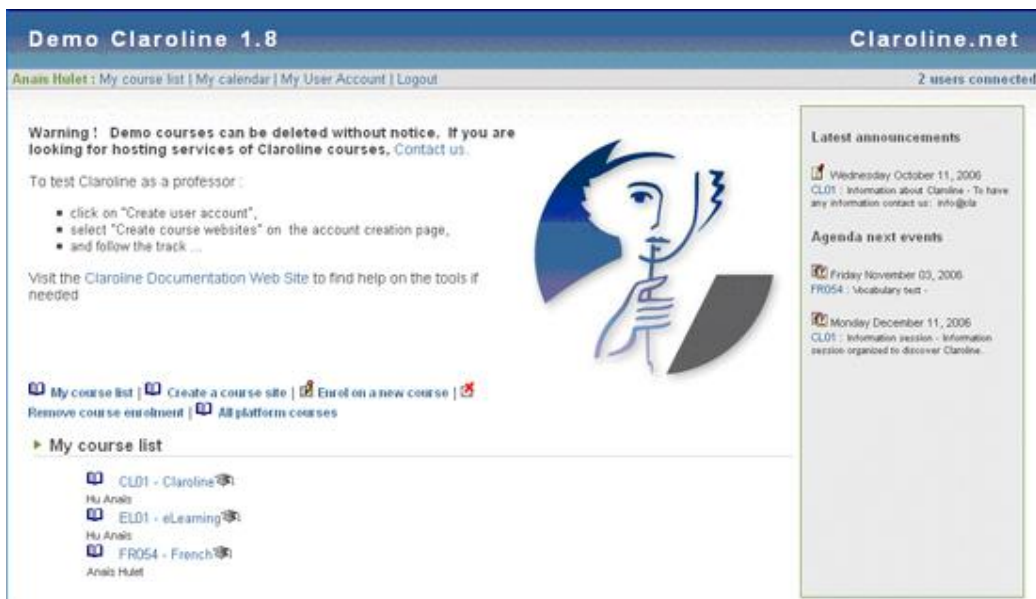 Demo Claroline 1.8
Claroline.net
Anais Hulet : My course list | My calendar | My User Account | Logout
2 users connected
Warning ! Demo courses can be deleted without notice. If you are
looking for hosting services of Claroline courses, Contact us.
To test Claroline as a professor :
click on "Create user account",
select "Create course websites" on the account creation page,
and follow the track ...
Visit the Claroline Documentation Web Site to find help on the tools if
needed
My course list | Create a course site | Enrol on a new course |
Remove course enrolment | All platform courses
My course list
CL01 - Claroline
Hu Anaïs
EL01 - eLearning
Hu Anaïs
FR054 - French
Anaïs Hulet
Latest announcements
Wednesday October 11, 2006
CL01 : Information about Claroline - To have
any information contact us: info@cla
Agenda next events
Friday November 03, 2006
FR054 : Vocabulary test -
Monday December 11, 2006
CL01 : Information session - Information
session organized to discover Claroline.